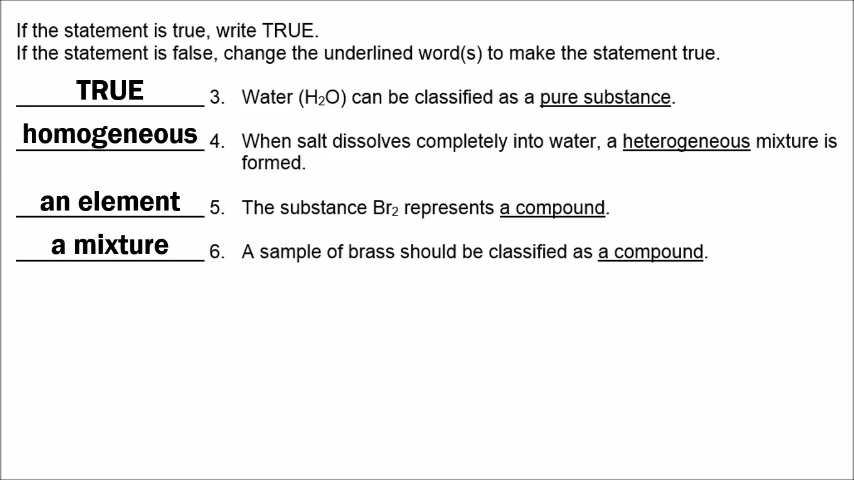 If the statement is true, write TRUE.
If the statement is false, change the underlined word(s) to make the statement true.
TRUE 3. Water (H₂O) can be classified as a pure substance.
homogeneous 4. When salt dissolves completely into water, a heterogeneous mixture is
formed.
an element 5. The substance Br₂ represents a compound.
a mixture 6. A sample of brass should be classified as a compound.